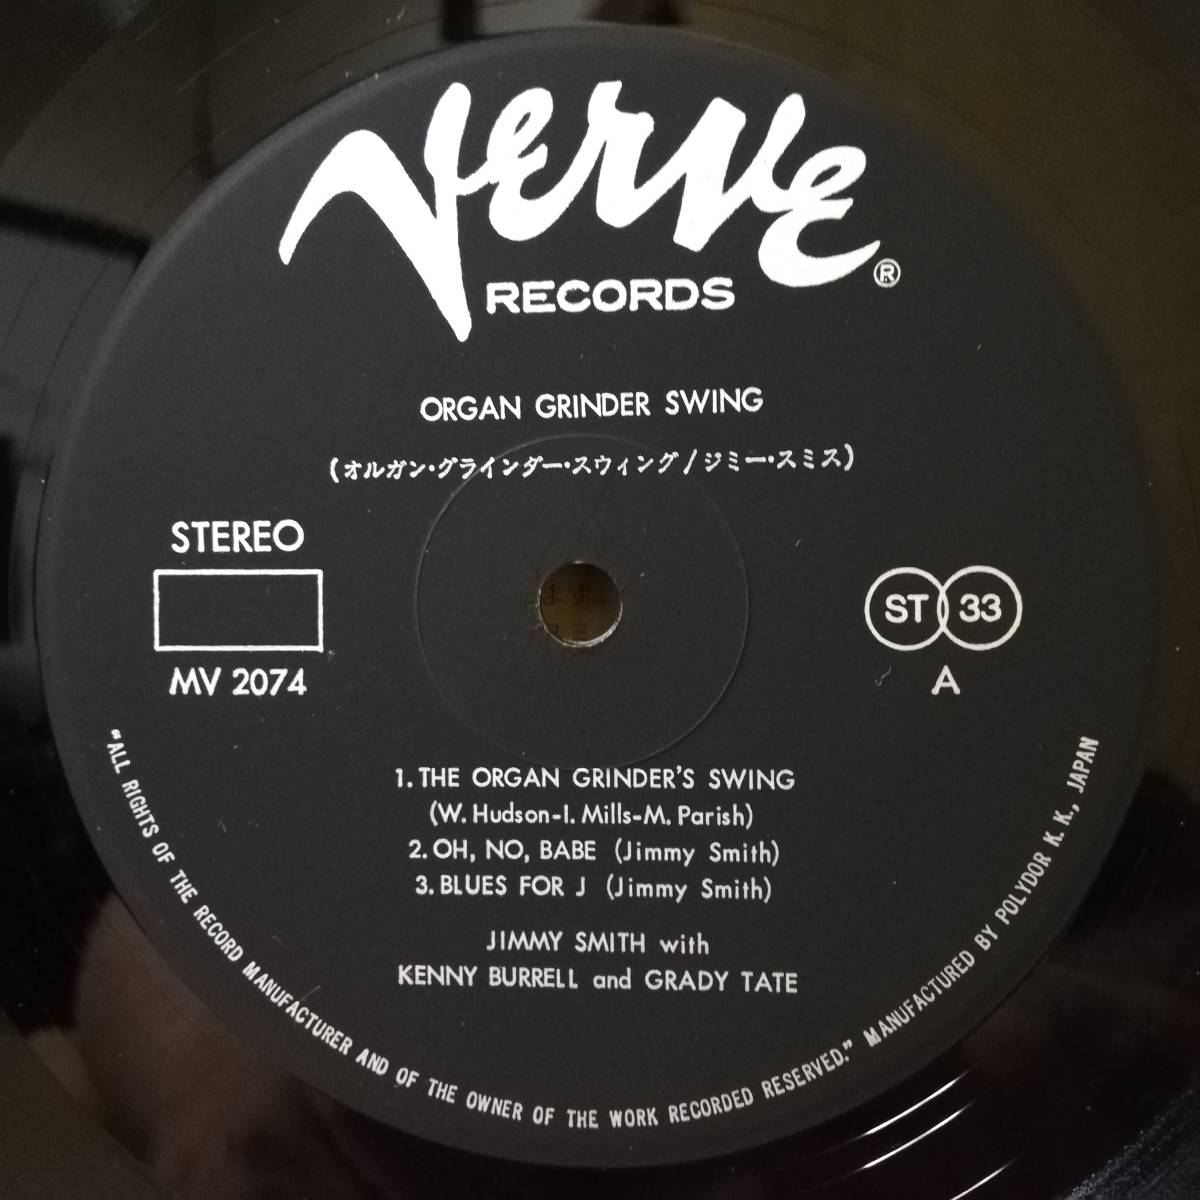 Verve
RECORDS ®
ORGAN GRINDER SWING
(オルガン・グラインダー・スウィング/ジミー・スミス)
STEREO
MV 2074
ST 33
A
1. THE ORGAN GRINDER'S SWING
(W. Hudson-I. Mills-M. Parish)
2. OH, NO, BABE (Jimmy Smith)
3. BLUES FOR J (Jimmy Smith)
JIMMY SMITH with
KENNY BURRELL and GRADY TATE
"ALL RIGHTS OF THE RECORD MANUFACTURER AND OF THE OWNER OF THE WORK RECORDED RESERVED." MANUFACTURED BY POLYDOR K. K., JAPAN